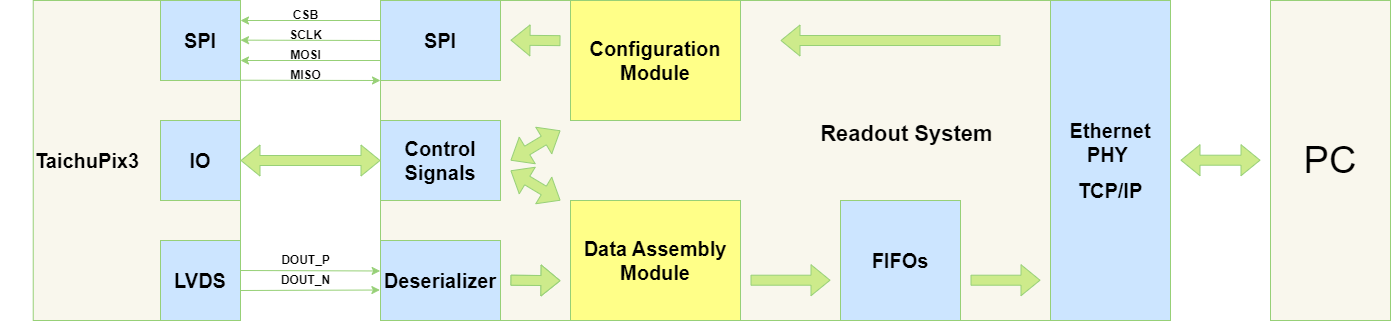 TaichuPix3
SPI
CSB
SCLK
MOSI
MISO
SPI
Configuration
Module
IO
Control
Signals
Readout System
LVDS
DOUT_P
DOUT_N
Deserializer
Data Assembly
Module
FIFOs
Ethernet
PHY
TCP/IP
PC